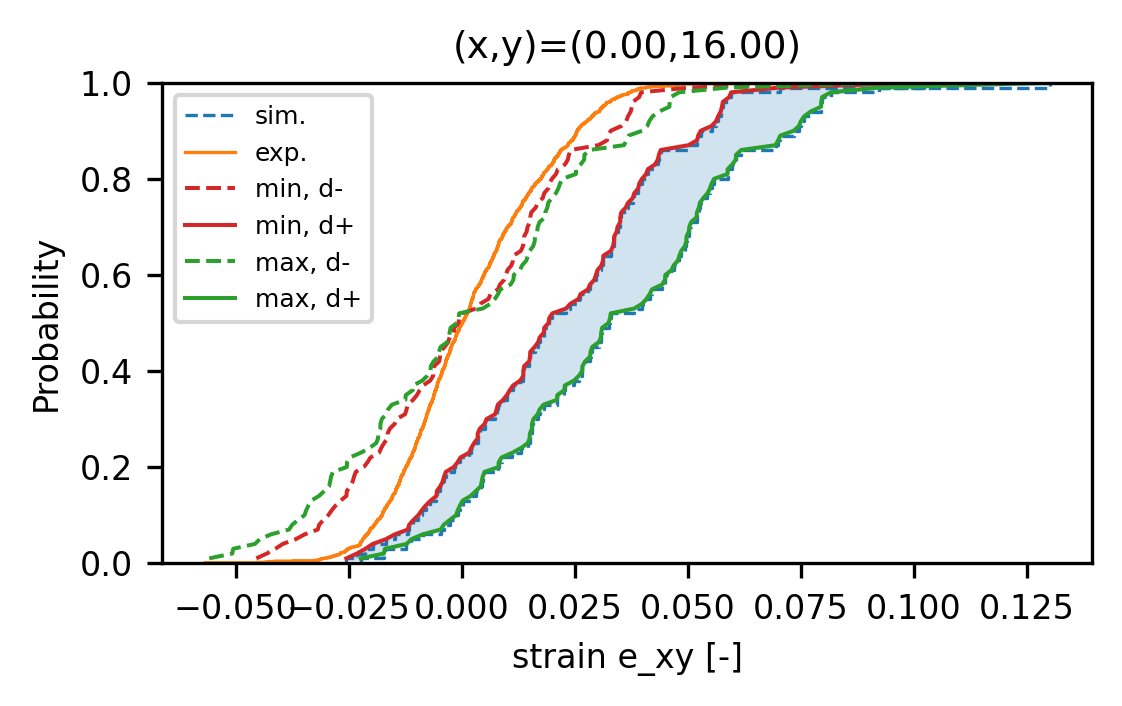 (x,y)=(0.00,16.00)
1.0
0.8
0.6
0.4
0.2
0.0
Probability
sim.
exp.
min, d-
min, d+
max, d-
max, d+
−0.050 −0.025 0.000 0.025 0.050 0.075 0.100 0.125
strain e_xy [-]